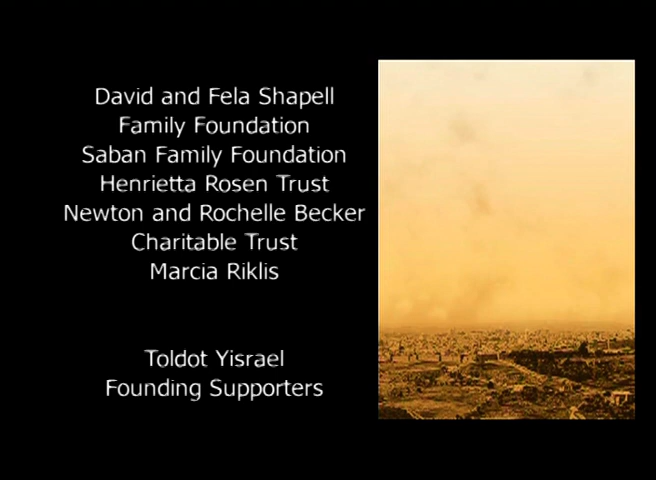 David and Fela Shapell
Family Foundation
Saban Family Foundation
Henrietta Rosen Trust
Newton and Rochelle Becker
Charitable Trust
Marcia Riklis
Toldot Yisrael
Founding Supporters